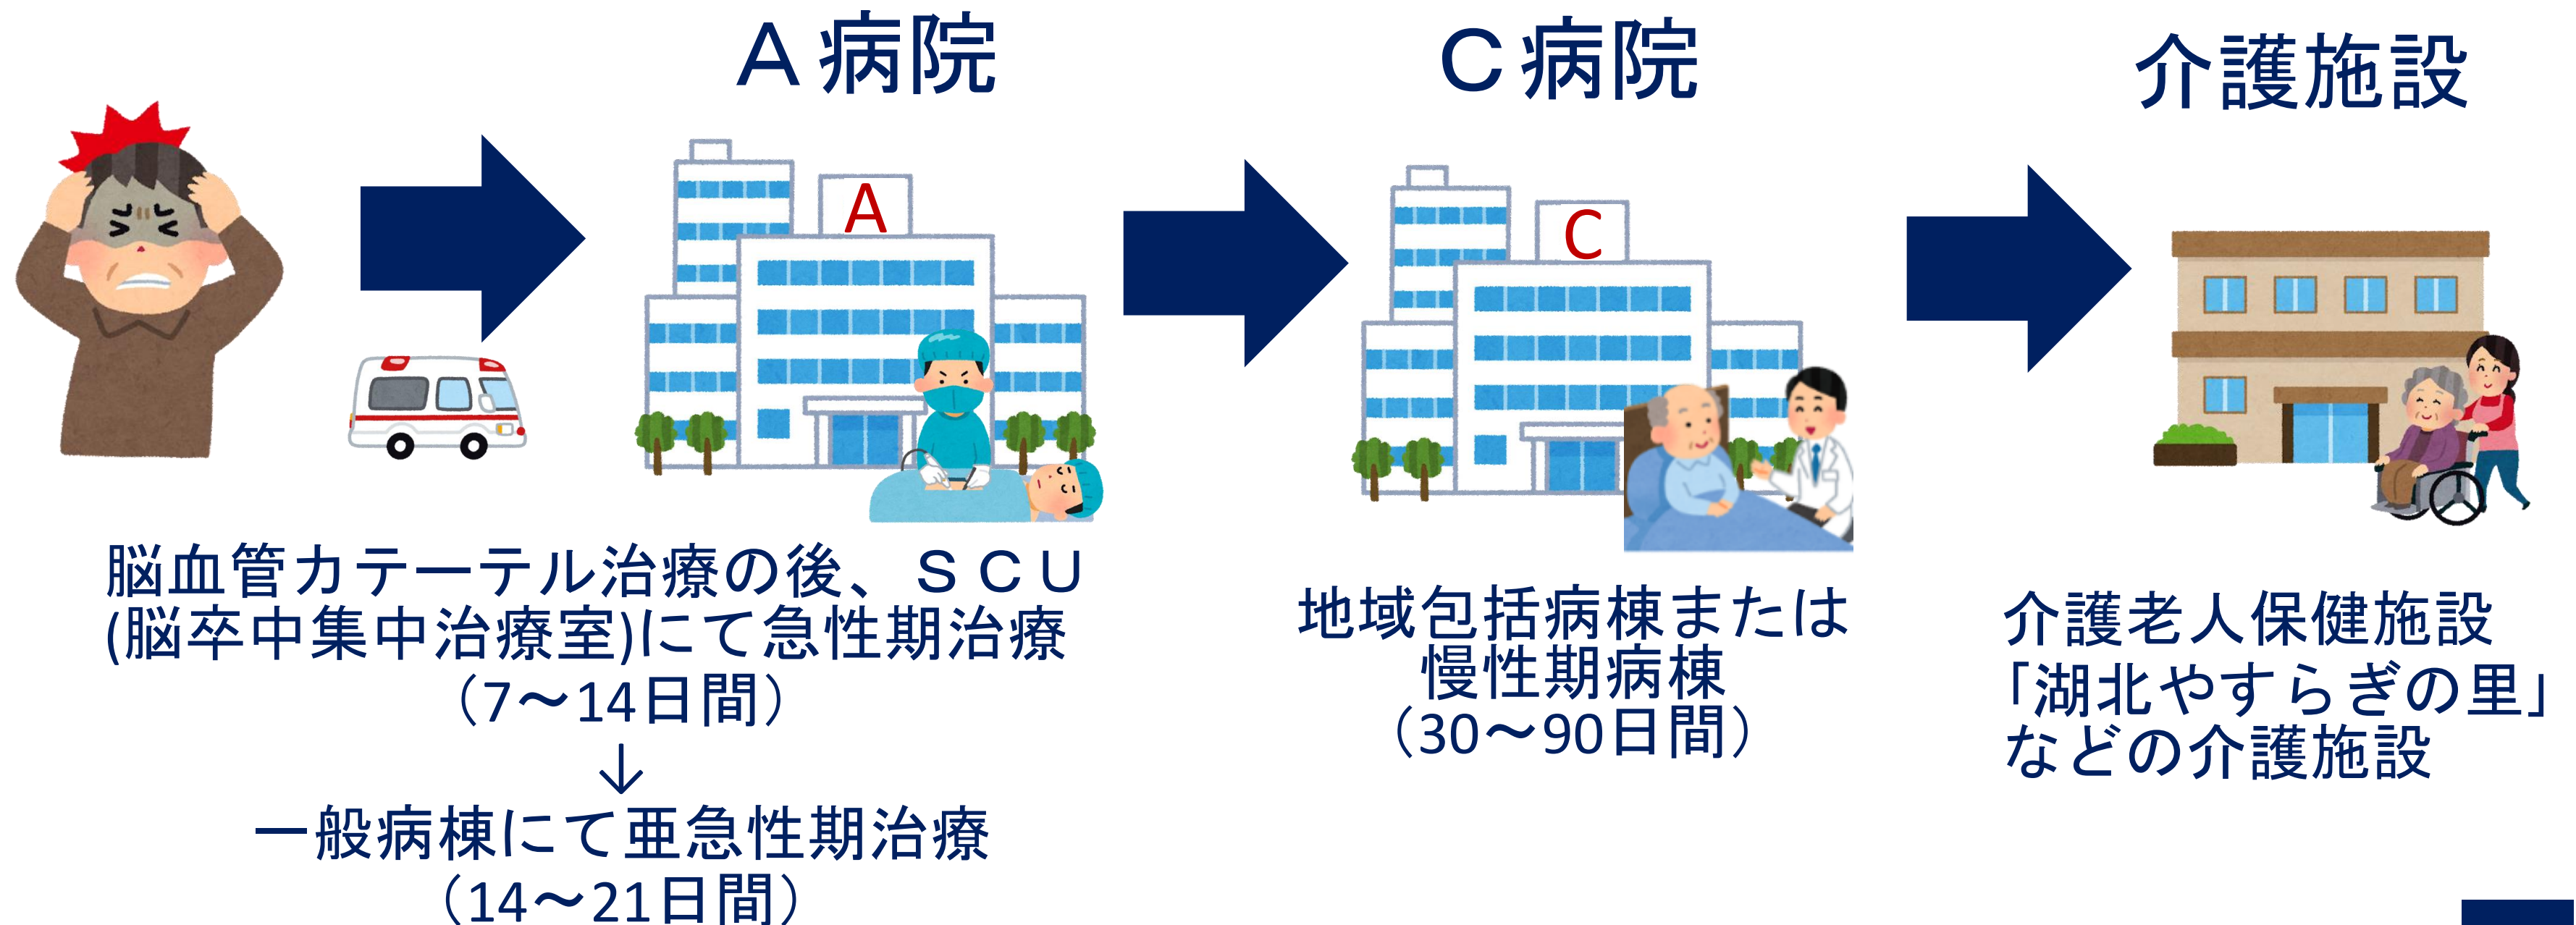 A病院
C病院
介護施設
A
C
脳血管カテーテル治療の後、SCU
(脳卒中集中治療室)にて急性期治療
（7～14日間）
↓
一般病棟にて亜急性期治療
（14～21日間）
地域包括病棟または
慢性期病棟
（30～90日間）
介護老人保健施設
「湖北やすらぎの里」
などの介護施設